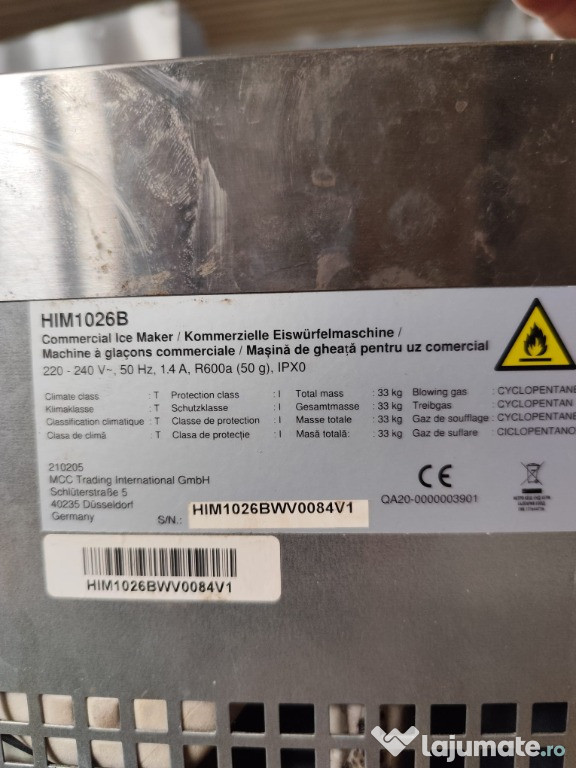 HIM1026B
Commercial Ice Maker / Kommerzielle Eiswürfelmaschine /
Machine à glaçons commerciale / Mașină de gheață pentru uz comercial
220 - 240 V~, 50 Hz, 1.4 A, R600a (50 g), IPX0
Climate class : T Protection class : I Total mass : 33 kg Blowing gas : CYCLOPENTANE
Klimaklasse : T Schutzklasse : I Gesamtmasse : 33 kg Treibgas : CYCLOPENTAN
Classification climatique : T Classe de protection : I Masse totale : 33 kg Gaz de soufflage : CYCLOPENTANE
Clasa de climă : T Clasa de protecție : I Masă totală: : 33 kg Gaz de suflare : CICLOPENTANO
210205
MCC Trading International GmbH
Schlüterstraße 5
40235 Düsseldorf
Germany
S/N.: HIM1026BWV0084V1
CE
QA20-0000003901
HIM1026BWV0084V1
lajumate.ro